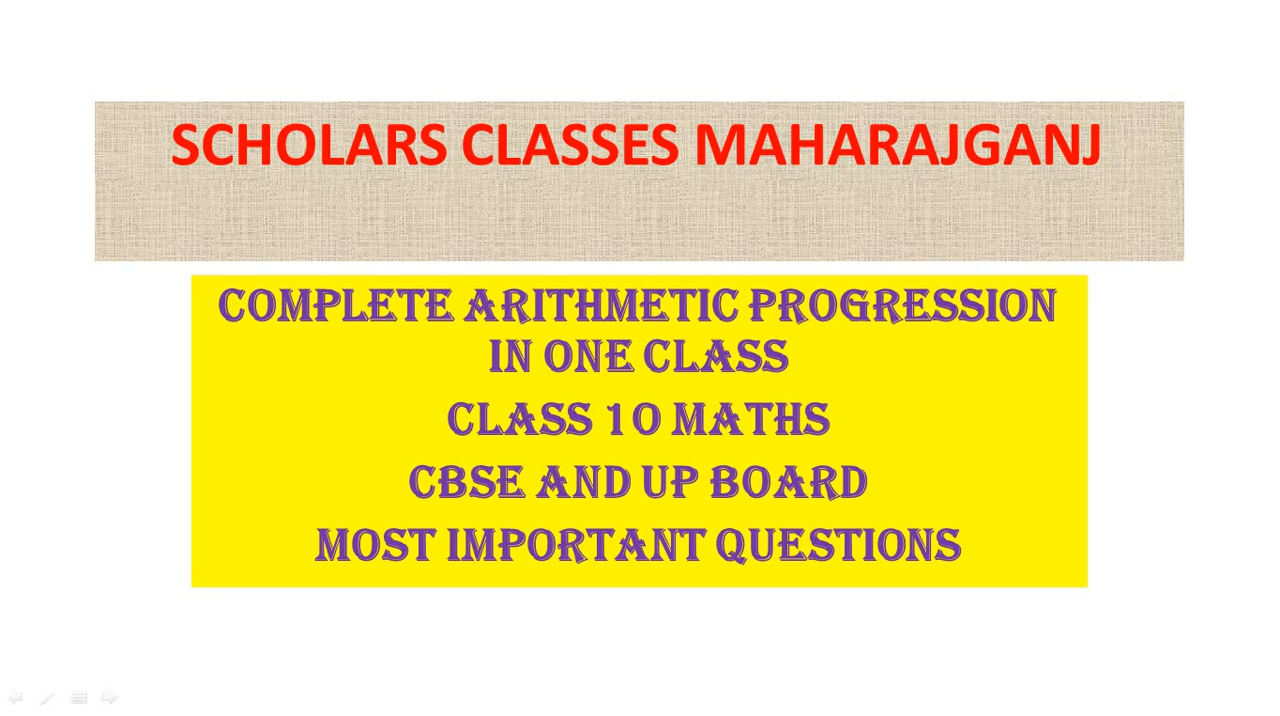 SCHOLARS CLASSES MAHARAJGANJ
COMPLETE ARITHMETIC PROGRESSION
IN ONE CLASS
CLASS 10 MATHS
CBSE AND UP BOARD
MOST IMPORTANT QUESTIONS